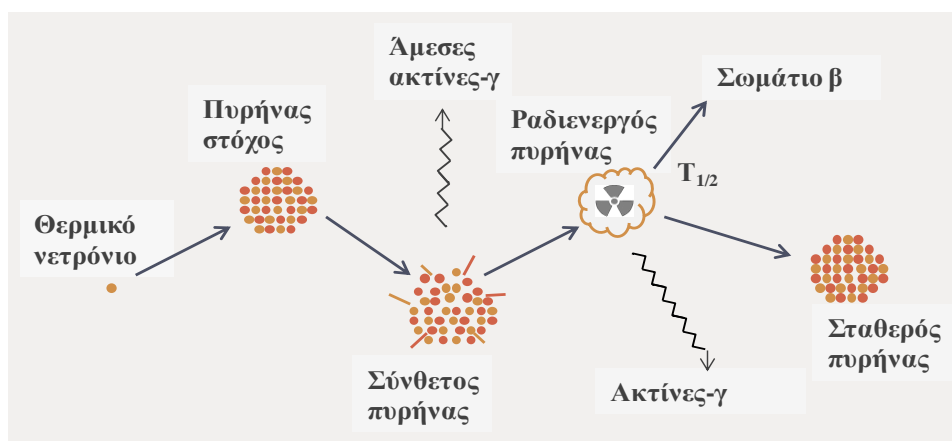 Θερμικό
νετρόνιο
Πυρήνας
στόχος
Άμεσες
ακτίνες-γ
Σύνθετος
πυρήνας
Ραδιενεργός
πυρήνας
T1/2
Σωμάτιο β
Ακτίνες-γ
Σταθερός
πυρήνας